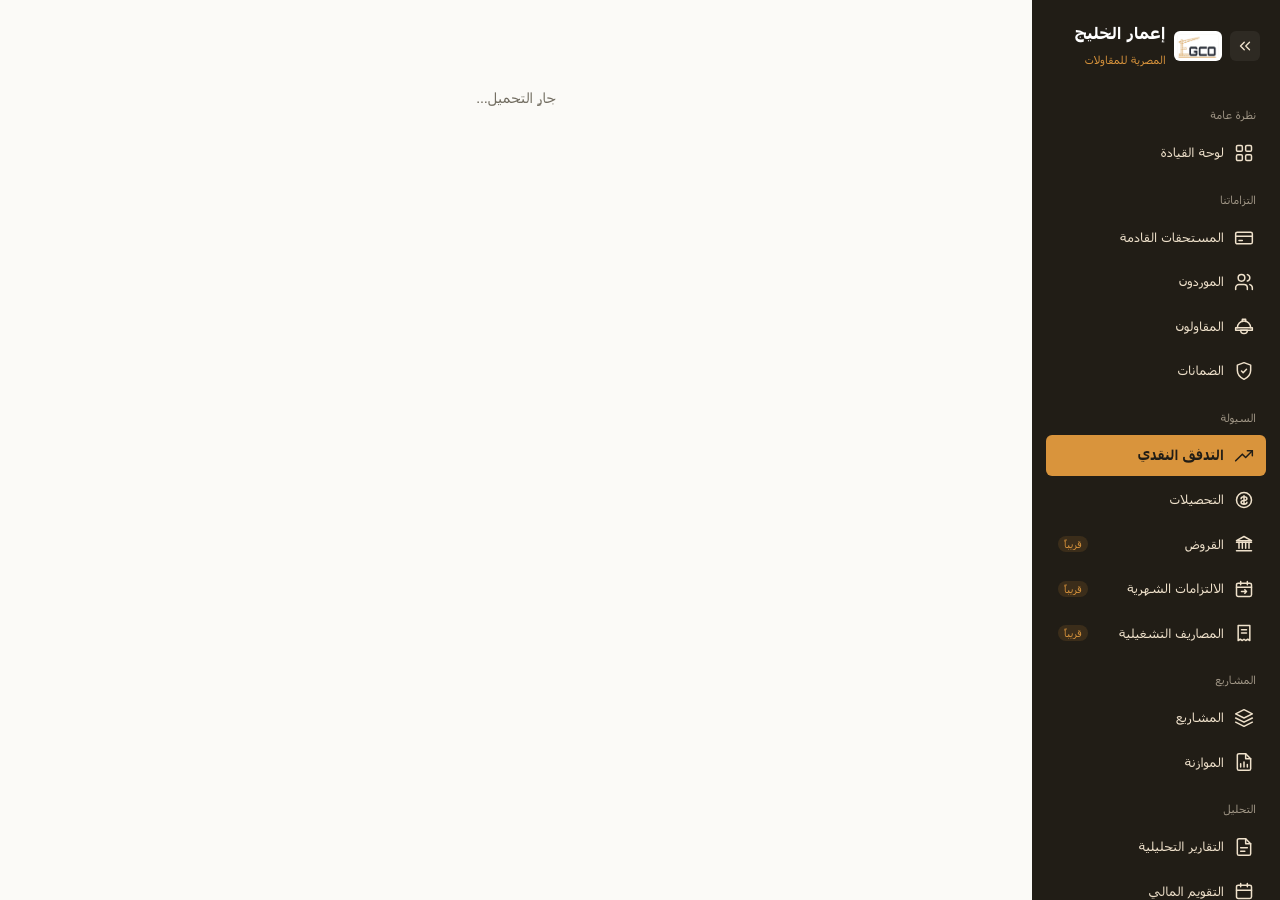 إعمار الخليج
المصرية للمقاولات
GCO
نظرة عامة
لوحة القيادة
التزاماتنا
المستحقات القادمة
الموردون
المقاولون
الضمانات
السيولة
التدفق النقدي
التحصيلات
القروض
قريباً
الالتزامات الشهرية
قريباً
المصاريف التشغيلية
قريباً
المشاريع
المشاريع
الموازنة
التحليل
التقارير التحليلية
التقويم المالي
جارٍ التحميل...